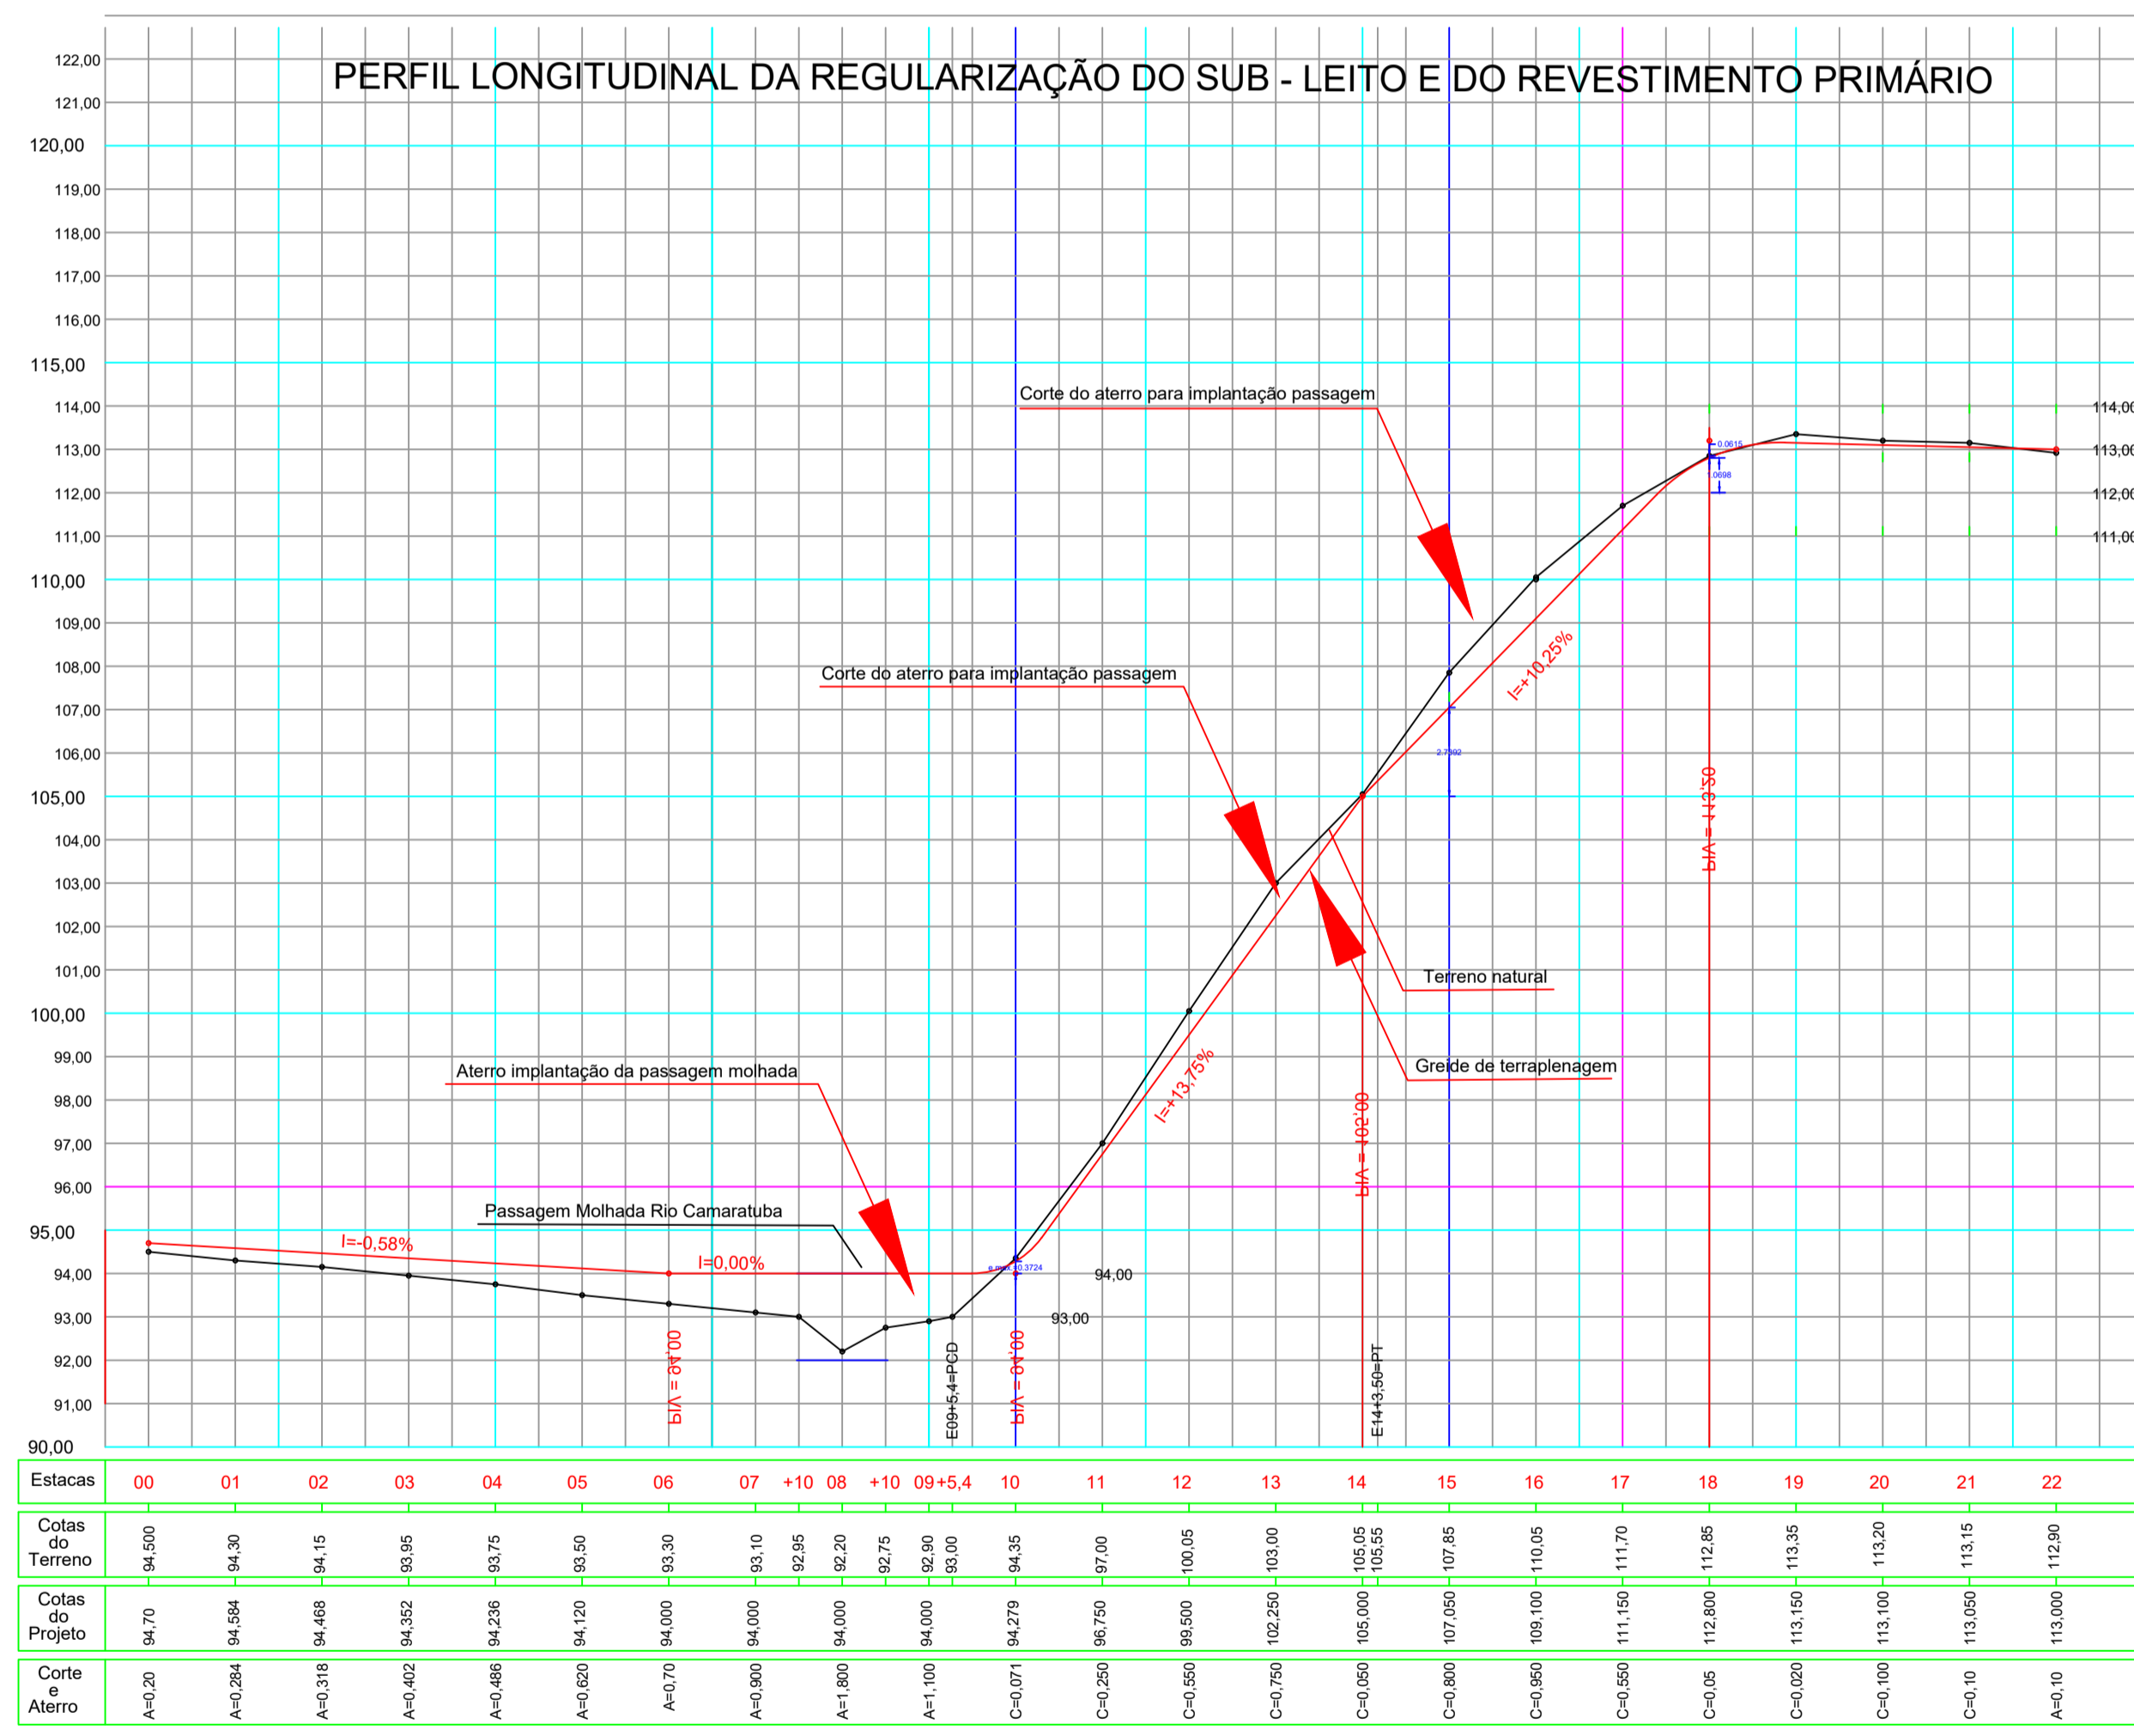 PERFIL LONGITUDINAL DA REGULARIZAÇÃO DO SUB - LEITO E DO REVESTIMENTO PRIMÁRIO
122,00
121,00
120,00
119,00
118,00
117,00
116,00
115,00
114,00
113,00
112,00
111,00
110,00
109,00
108,00
107,00
106,00
105,00
104,00
103,00
102,00
101,00
100,00
99,00
98,00
97,00
96,00
95,00
94,00
93,00
92,00
91,00
90,00
Corte do aterro para implantação passagem
114,00
113,00
112,00
111,00
0.0615
I=+10,25%
Corte do aterro para implantação passagem
PIV = 113,20
Terreno natural
Greide de terraplenagem
I=+13,75%
PIV = 105,00
Aterro implantação da passagem molhada
Passagem Molhada Rio Camaratuba
I=-0,58%
I=0,00%
94,00
93,00
PIV = 94,00
E09+5,4=PCD
PIV = 94,00
E14+3,50=PT
Estacas 00 01 02 03 04 05 06 07 +10 08 +10 09 +5,4 10 11 12 13 14 15 16 17 18 19 20 21 22
Cotas
do
Terreno
94,500 94,30 94,15 93,95 93,75 93,50 93,30 93,10 92,95 92,20 92,75 92,90 93,00 94,35 97,00 100,05 103,00 105,05 105,55 107,85 110,05 111,70 112,85 113,35 113,20 113,15 112,90
Cotas
do
Projeto
94,70 94,584 94,468 94,352 94,236 94,120 94,000 94,000 94,000 94,000 94,279 96,750 99,500 102,250 105,000 107,050 109,100 111,150 112,800 113,150 113,100 113,050 113,000
Corte
e
Aterro
A=0,20 A=0,284 A=0,318 A=0,402 A=0,486 A=0,620 A=0,70 A=0,900 A=1,800 A=1,100 C=0,071 C=0,250 C=0,550 C=0,750 C=0,050 C=0,800 C=0,950 C=0,550 C=0,05 C=0,020 C=0,100 C=0,10 A=0,10